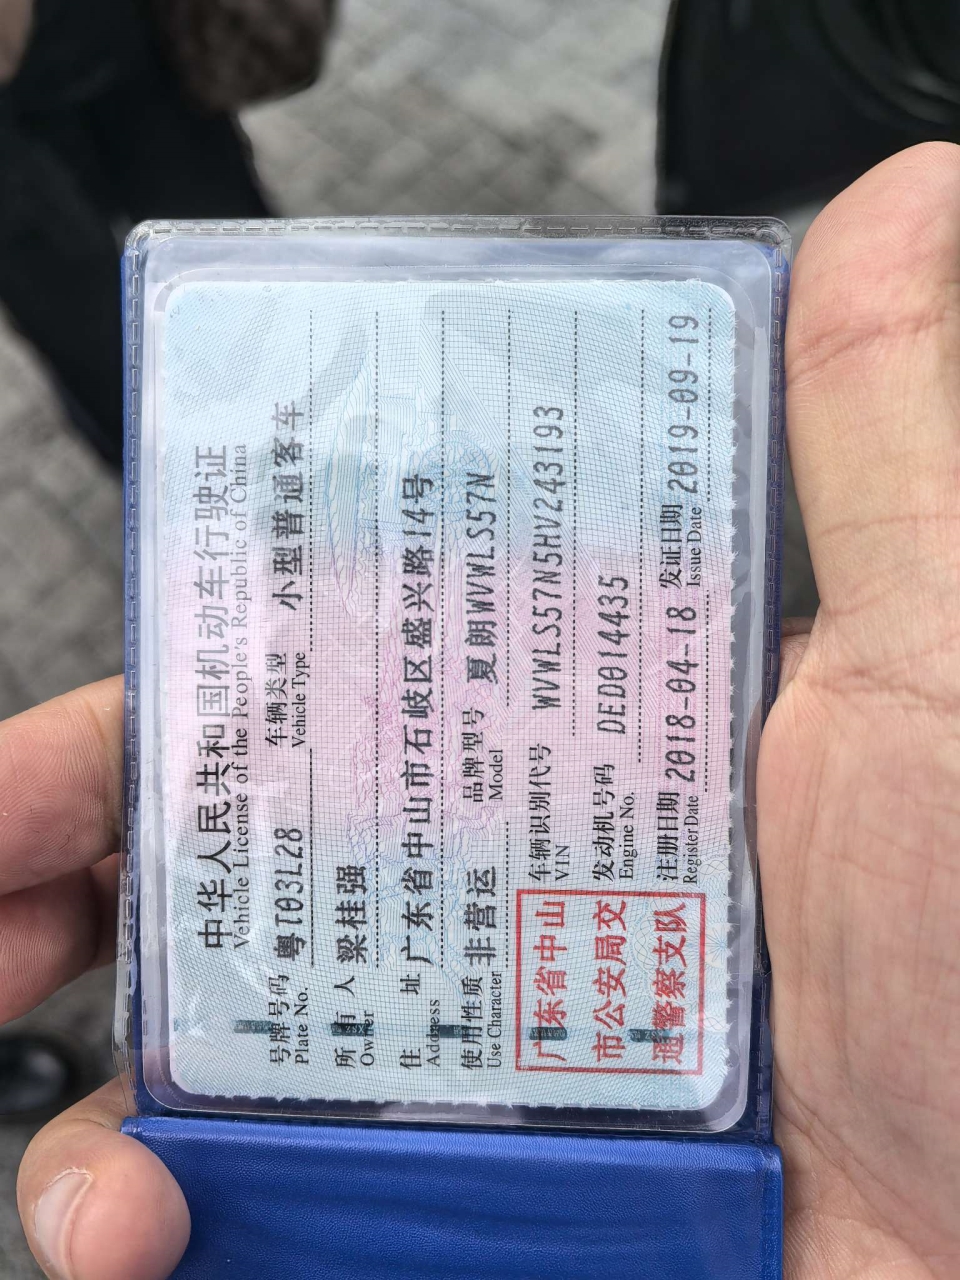 中华人民共和国机动车行驶证
Vehicle License of the People's Republic of China
号牌号码 粤T03L28 车辆类型 小型普通客车
Plate No. Vehicle Type
所有人 梁桂强
Owner
住址 广东省中山市石岐区盛兴路14号
Address
使用性质 非营运 品牌型号 夏朗WVWLS57N
Use Character Model
广东省中山
市公安局交
通警察支队
车辆识别代号 WVWLS57N5HV243193
VIN
发动机号码 DED014435
Engine No.
注册日期 2018-04-18 发证日期 2019-09-19
Register Date Issue Date